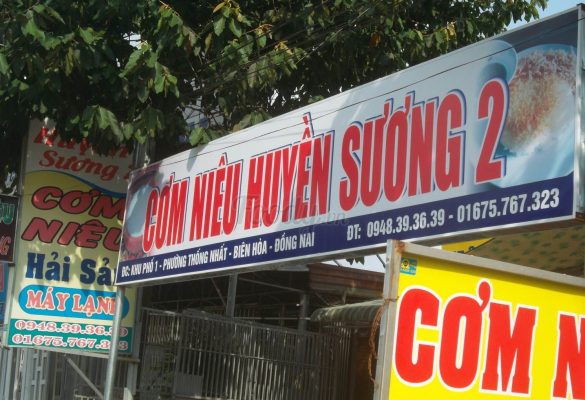 Huyền
Sương 2
CƠM
NIÊU
Hải Sản
MÁY LẠNH
0948.39.36.39
01675.767.323
CƠM NIÊU HUYỀN SƯƠNG 2
ĐC: KHU PHỐ 1 - PHƯỜNG THỐNG NHẤT - BIÊN HÒA - ĐỒNG NAI
ĐT: 0948.39.36.39 - 01675.767.323
CƠM N